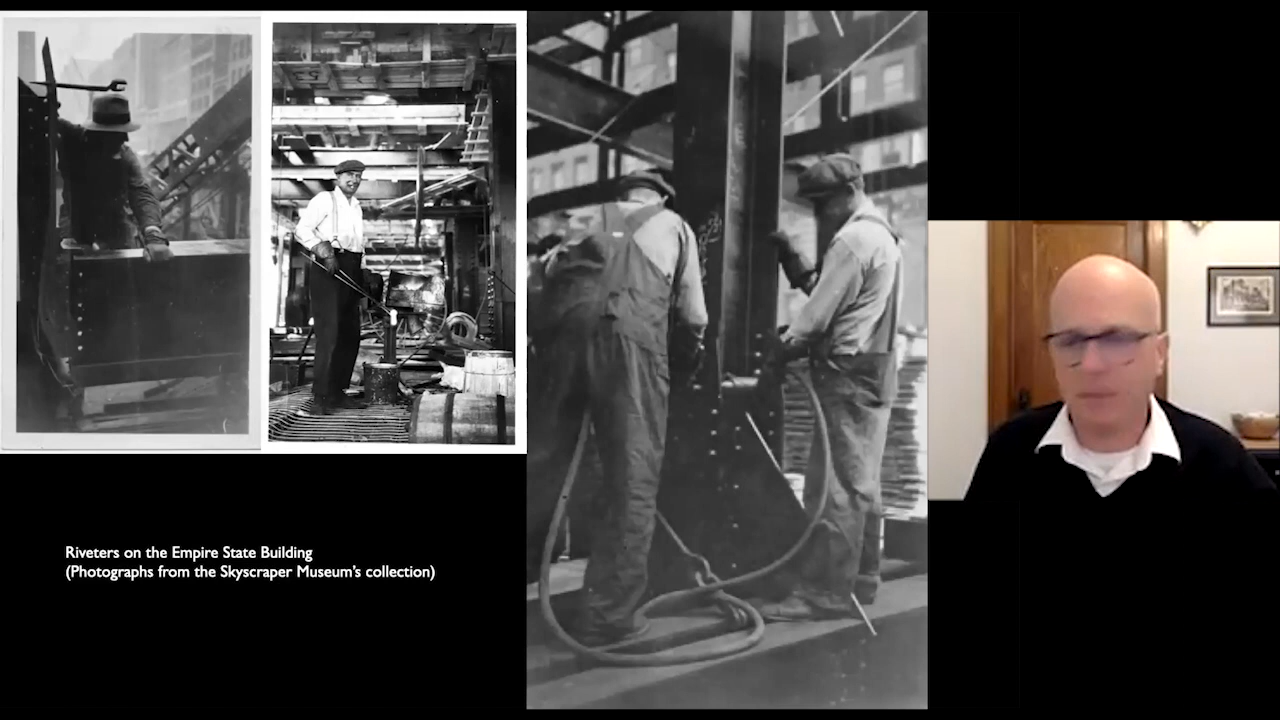 Riveters on the Empire State Building
(Photographs from the Skyscraper Museum's collection)